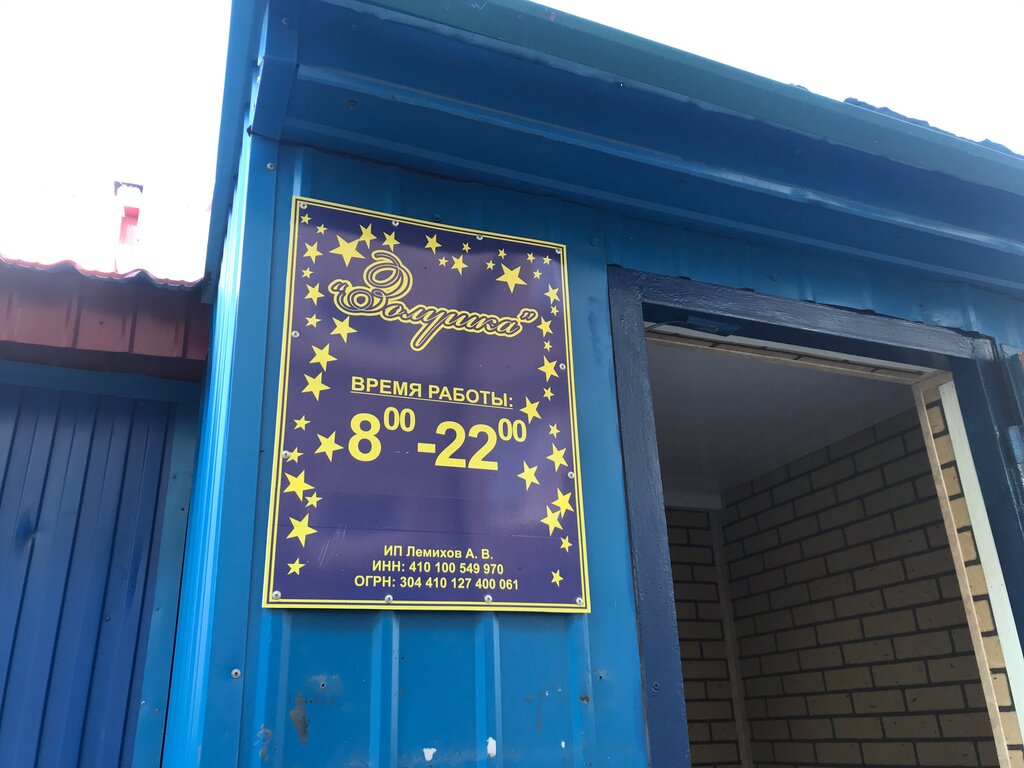 "Золушка"
ВРЕМЯ РАБОТЫ:
8⁰⁰ -22⁰⁰
ИП Лемихов А. В.
ИНН: 410 100 549 970
ОГРН: 304 410 127 400 061